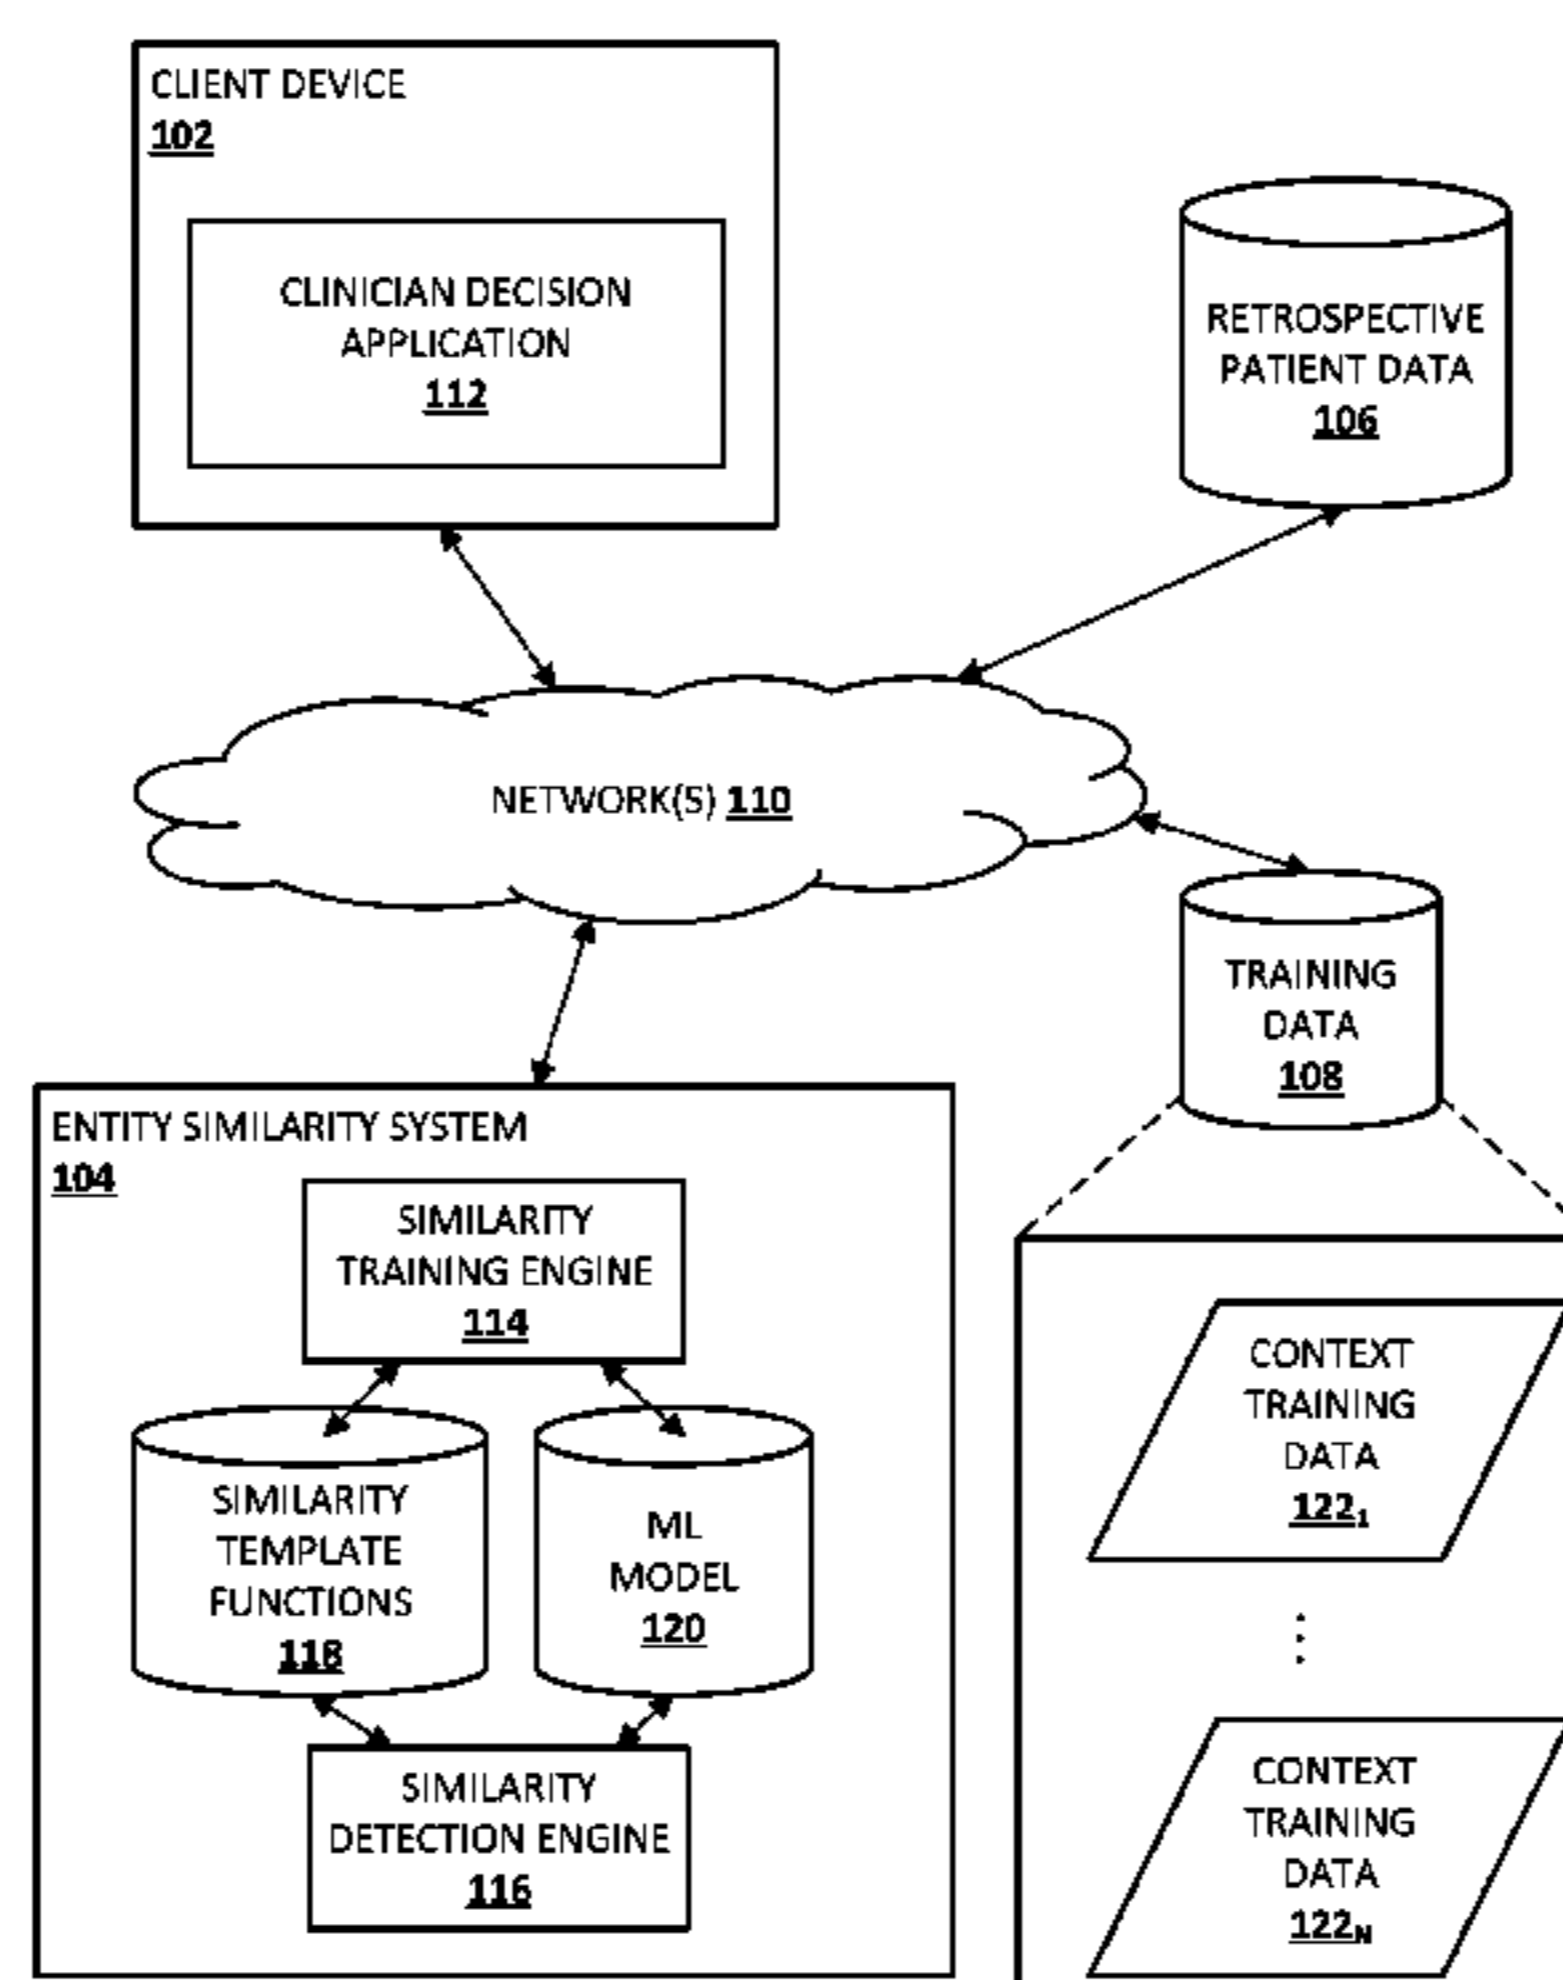 CLIENT DEVICE
102
CLINICIAN DECISION
APPLICATION
112
RETROSPECTIVE
PATIENT DATA
106
NETWORK(S) 110
TRAINING
DATA
108
ENTITY SIMILARITY SYSTEM
104
SIMILARITY
TRAINING ENGINE
114
SIMILARITY
TEMPLATE
FUNCTIONS
118
ML
MODEL
120
SIMILARITY
DETECTION ENGINE
116
CONTEXT
TRAINING
DATA
122₁
⋮
CONTEXT
TRAINING
DATA
122N